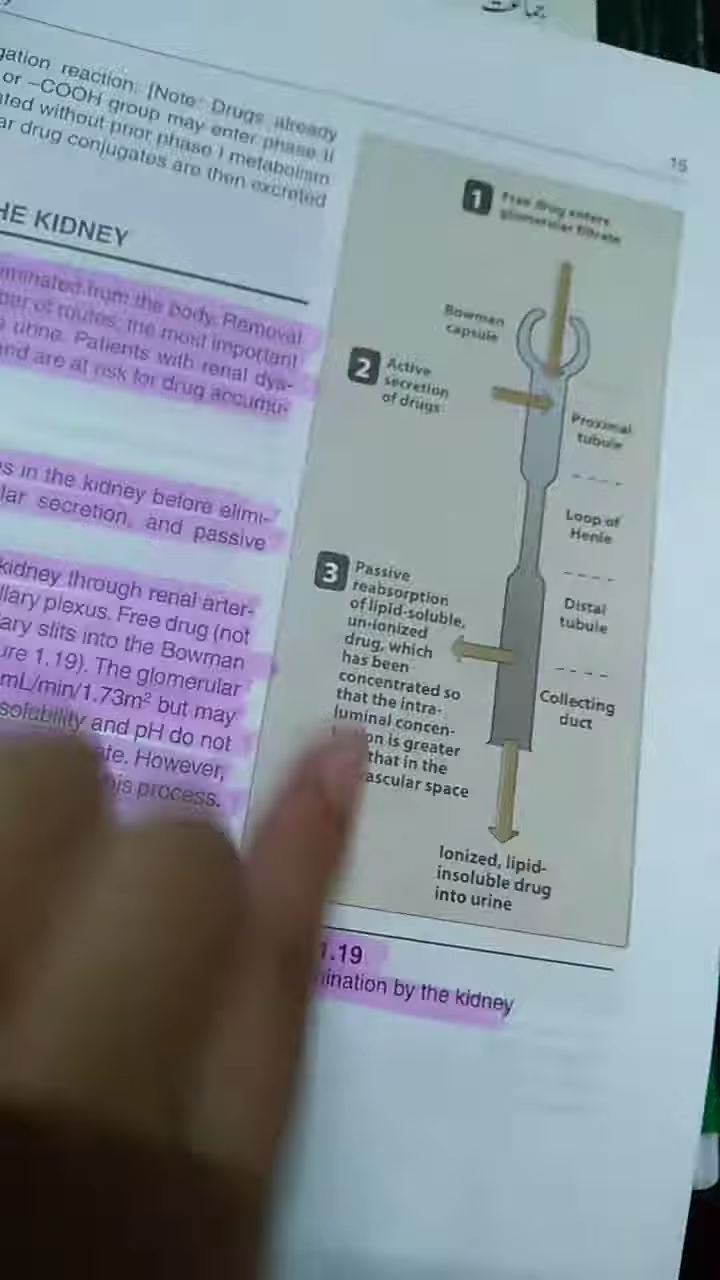 جماعت
15
gation reaction. [Note: Drugs already
or –COOH group may enter phase II
ated without prior phase I metabolism
ar drug conjugates are then excreted
HE KIDNEY
minated from the body. Removal
ber of routes, the most important
urine. Patients with renal dys-
and are at risk for drug accumu-
s in the kidney before elimi-
lar secretion, and passive
kidney through renal arter-
llary plexus. Free drug (not
lary slits into the Bowman
ure 1.19). The glomerular
mL/min/1.73m² but may
solubility and pH do not
ate. However,
his process.
1 Free drug enters
glomerular filtrate
Bowman
capsule
2 Active
secretion
of drugs
Proximal
tubule
Loop of
Henle
3 Passive
reabsorption
of lipid-soluble,
un-ionized
drug, which
has been
concentrated so
that the intra-
luminal concen-
ion is greater
that in the
ascular space
Distal
tubule
Collecting
duct
Ionized, lipid-
insoluble drug
into urine
1.19
ination by the kidney